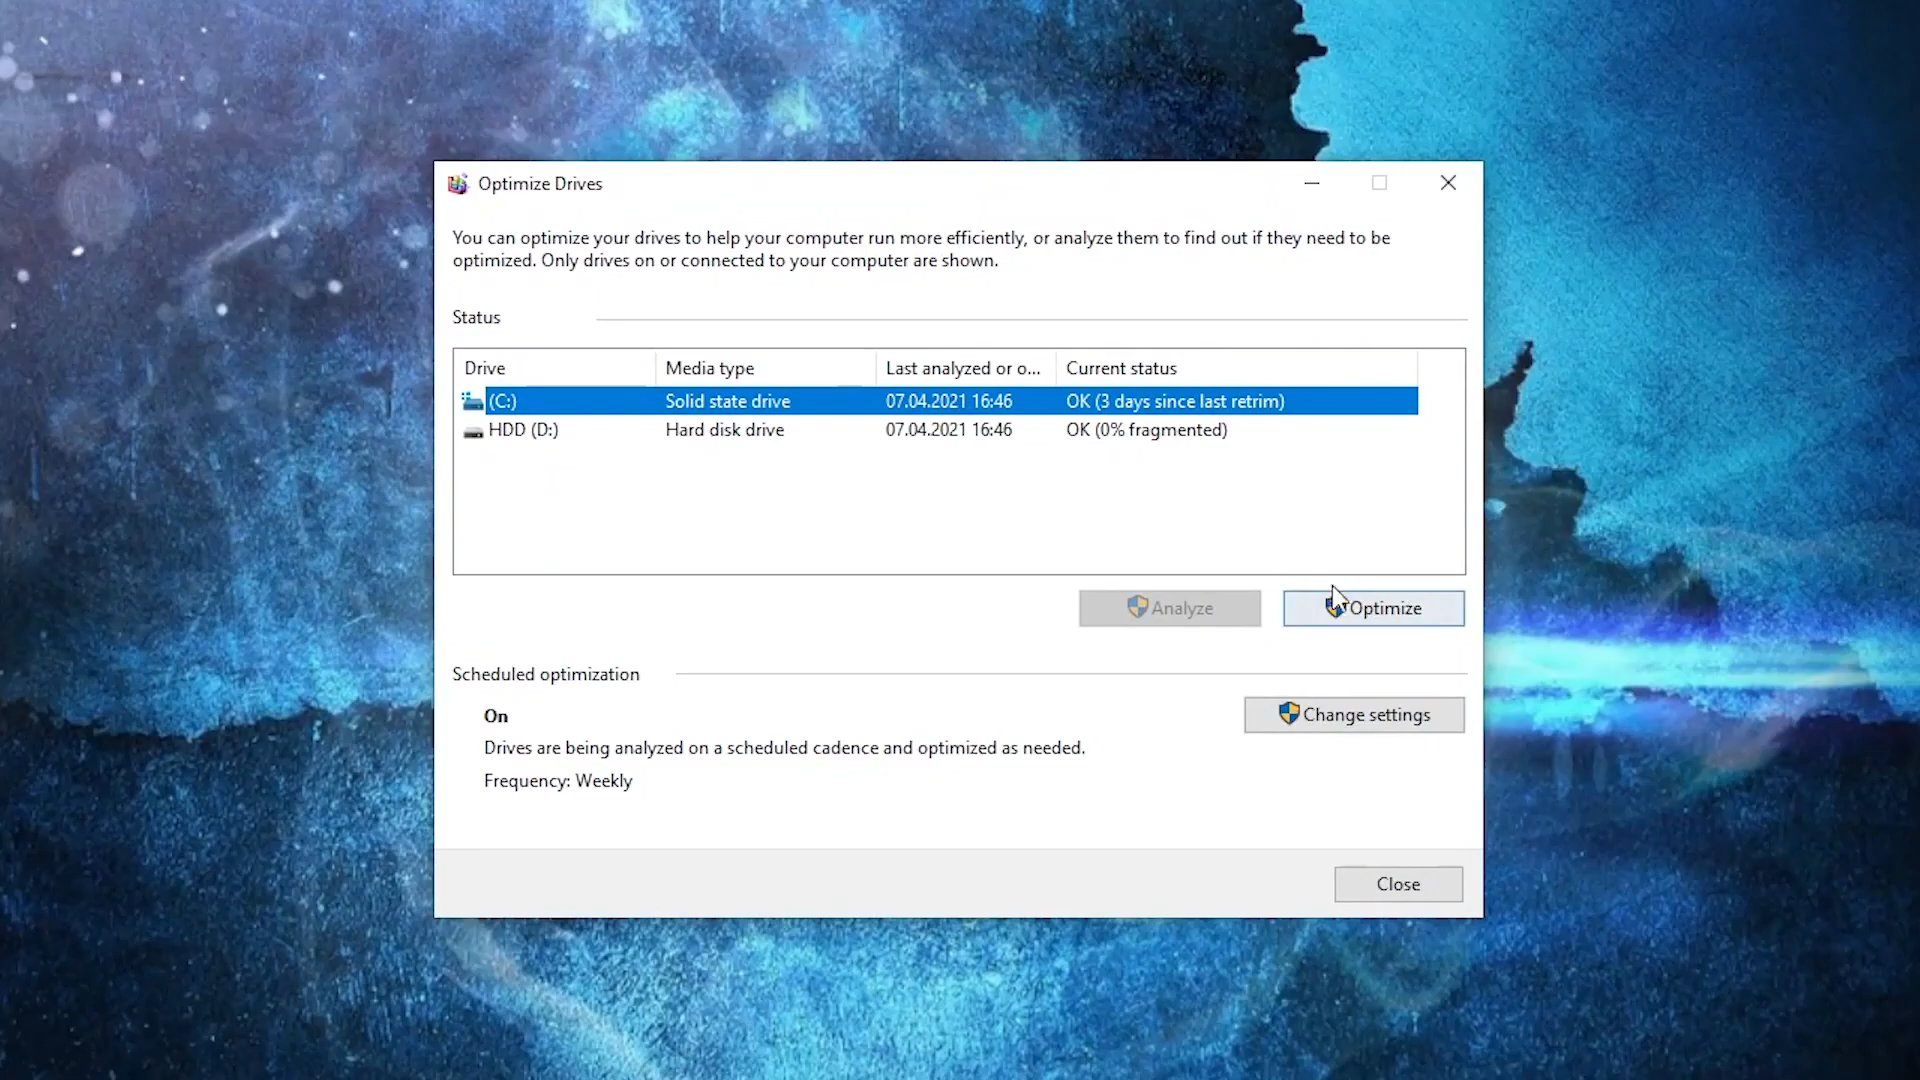 Optimize Drives
You can optimize your drives to help your computer run more efficiently, or analyze them to find out if they need to be
optimized. Only drives on or connected to your computer are shown.
Status
Drive Media type Last analyzed or o... Current status
(C:) Solid state drive 07.04.2021 16:46 OK (3 days since last retrim)
HDD (D:) Hard disk drive 07.04.2021 16:46 OK (0% fragmented)
Analyze Optimize
Scheduled optimization
On
Change settings
Drives are being analyzed on a scheduled cadence and optimized as needed.
Frequency: Weekly
Close